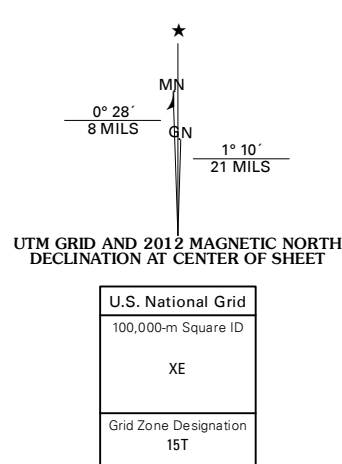 ★
MN
0° 28´
8 MILS
GN
1° 10´
21 MILS
UTM GRID AND 2012 MAGNETIC NORTH
DECLINATION AT CENTER OF SHEET
U.S. National Grid
100,000-m Square ID
XE
Grid Zone Designation
15T